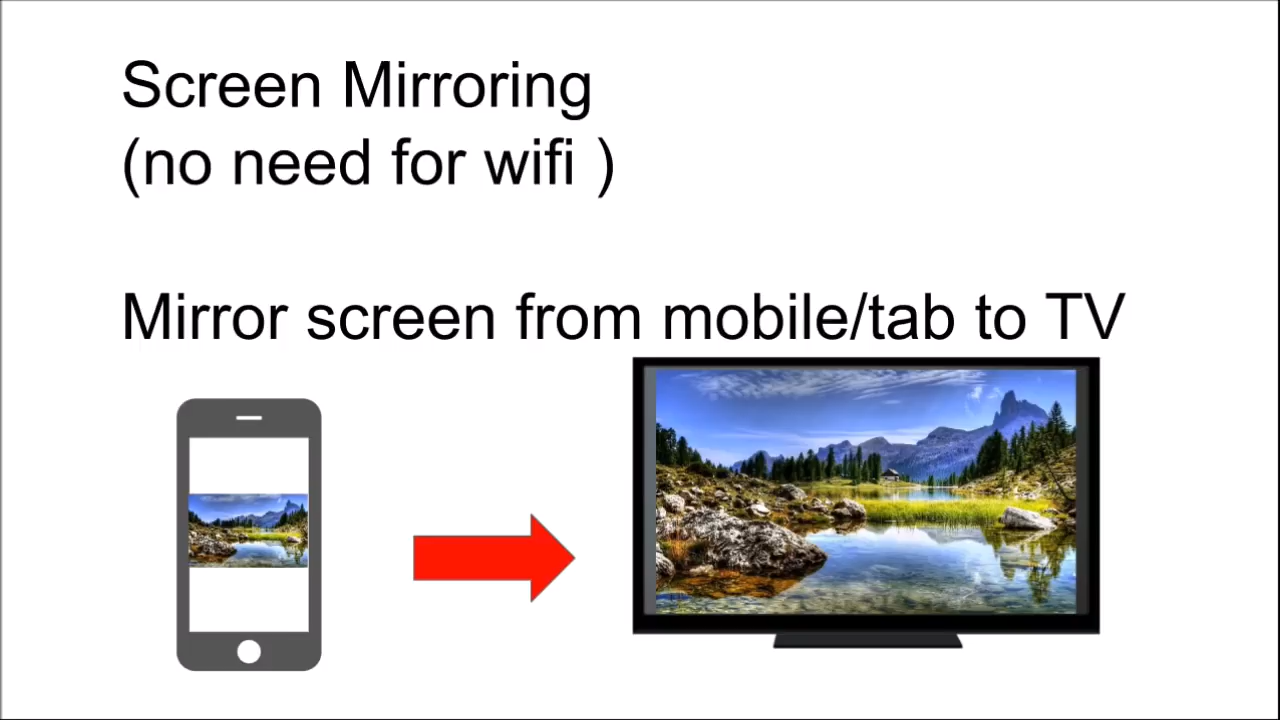 Screen Mirroring
(no need for wifi )
Mirror screen from mobile/tab to TV